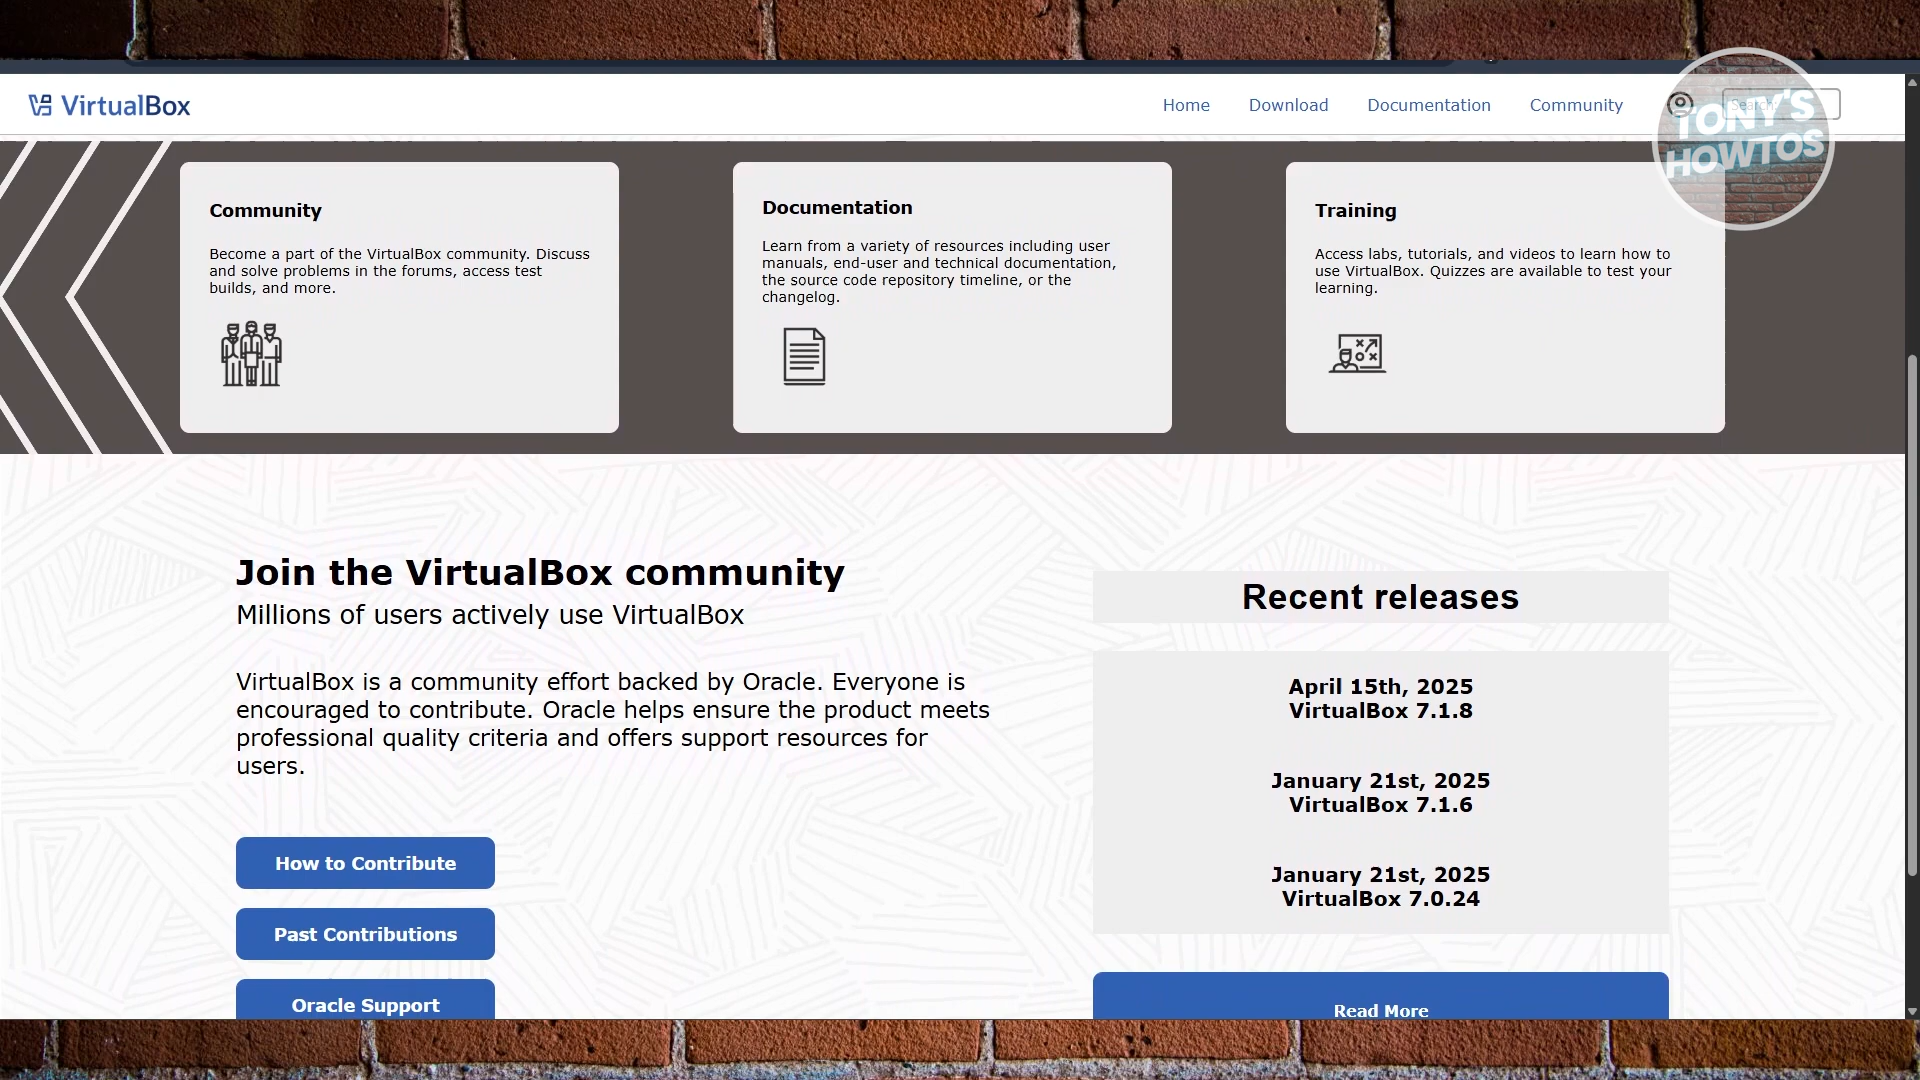 VirtualBox
Home Download Documentation Community
Search:
TONY'S
HOWTOS
Community
Become a part of the VirtualBox community. Discuss
and solve problems in the forums, access test
builds, and more.
Documentation
Learn from a variety of resources including user
manuals, end-user and technical documentation,
the source code repository timeline, or the
changelog.
Training
Access labs, tutorials, and videos to learn how to
use VirtualBox. Quizzes are available to test your
learning.
Join the VirtualBox community
Millions of users actively use VirtualBox
VirtualBox is a community effort backed by Oracle. Everyone is
encouraged to contribute. Oracle helps ensure the product meets
professional quality criteria and offers support resources for
users.
How to Contribute
Past Contributions
Oracle Support
Recent releases
April 15th, 2025
VirtualBox 7.1.8
January 21st, 2025
VirtualBox 7.1.6
January 21st, 2025
VirtualBox 7.0.24
Read More